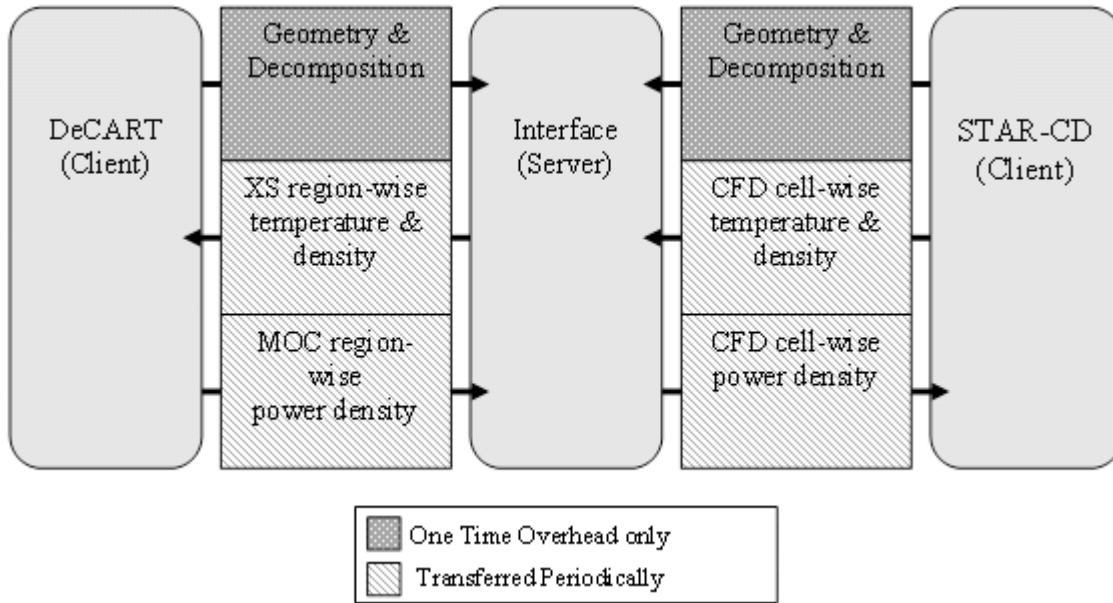 DeCART
(Client)
Geometry &
Decomposition
XS region-wise
temperature &
density
MOC region-
wise
power density
Interface
(Server)
Geometry &
Decomposition
CFD cell-wise
temperature &
density
CFD cell-wise
power density
STAR-CD
(Client)
One Time Overhead only
Transferred Periodically